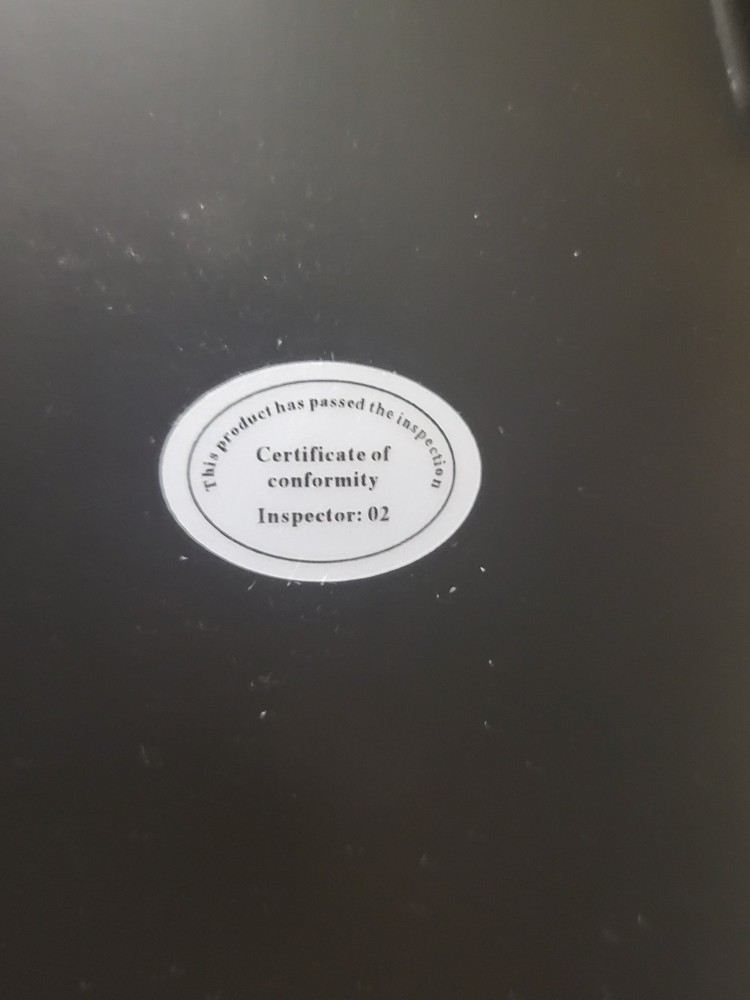 This product has passed the inspection
Certificate of
conformity
Inspector: 02